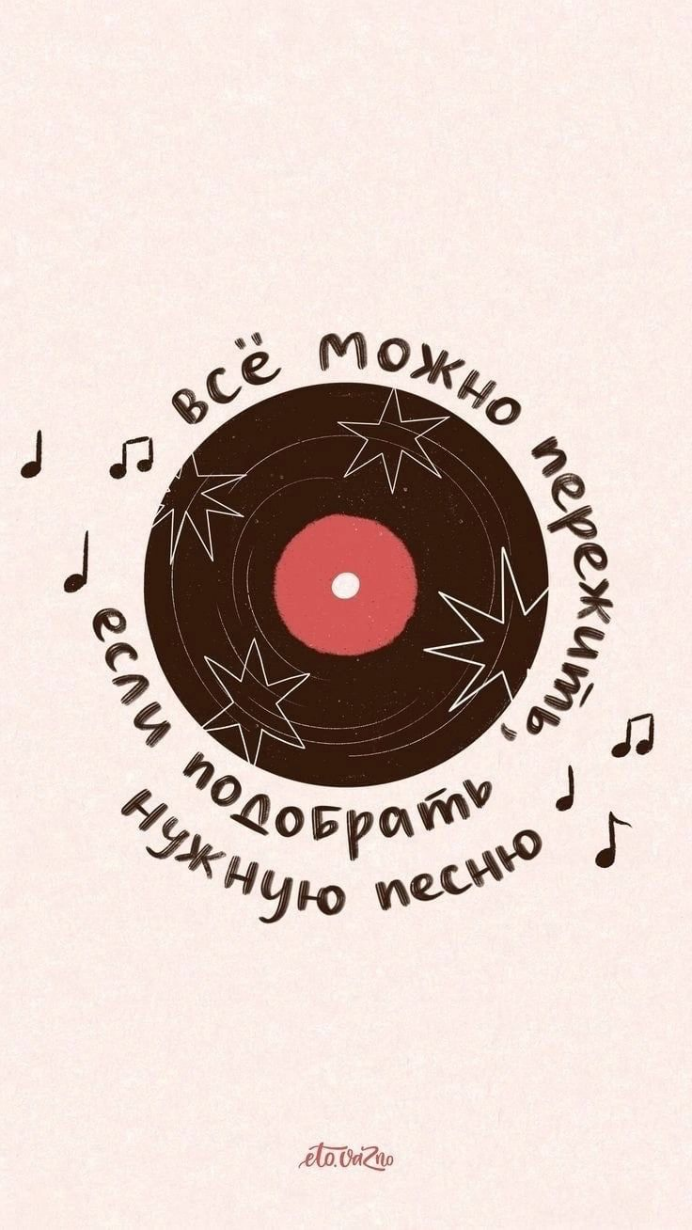 всё можно пережить,
если подобрать
нужную песню
eto.vaZno